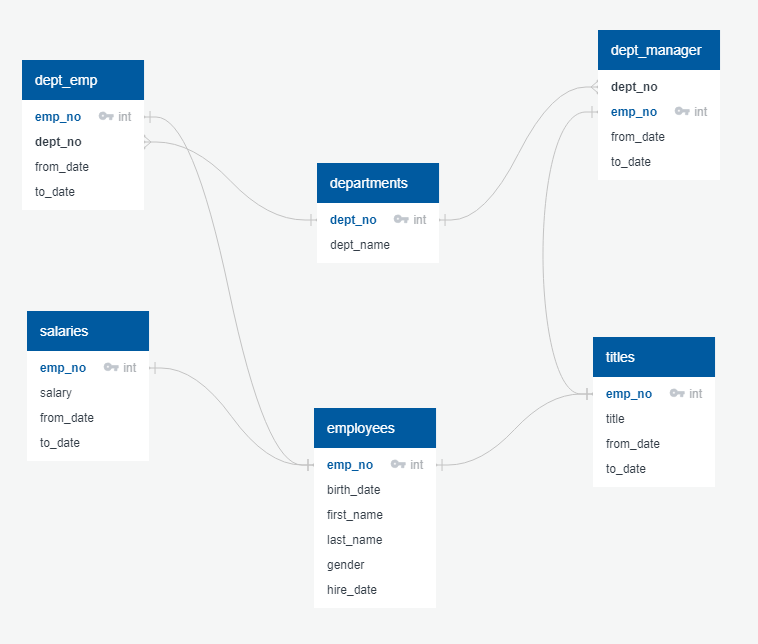 dept_emp
emp_no int
dept_no
from_date
to_date
dept_manager
dept_no
emp_no int
from_date
to_date
departments
dept_no int
dept_name
salaries
emp_no int
salary
from_date
to_date
titles
emp_no int
title
from_date
to_date
employees
emp_no int
birth_date
first_name
last_name
gender
hire_date